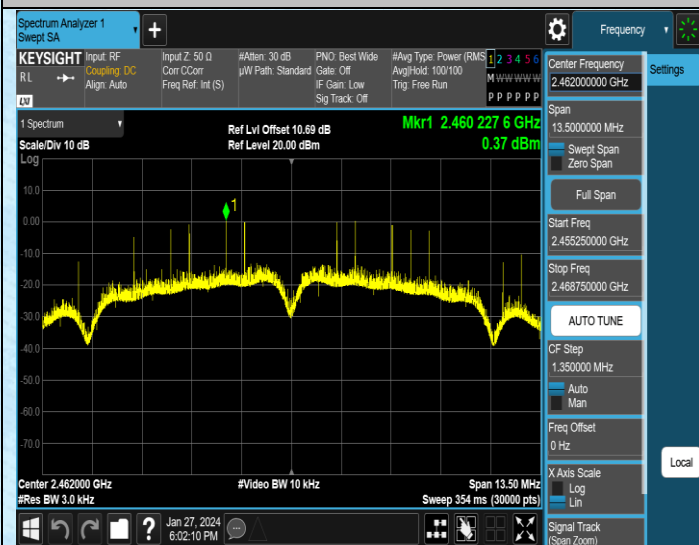 Spectrum Analyzer 1
Swept SA
Frequency
KEYSIGHT
RL
LXI
Input: RF
Coupling: DC
Align: Auto
Input Z: 50 Ω
Corr CCorr
Freq Ref: Int (S)
#Atten: 30 dB
µW Path: Standard
PNO: Best Wide
Gate: Off
IF Gain: Low
Sig Track: Off
#Avg Type: Power (RMS
Avg|Hold: 100/100
Trig: Free Run
1 2 3 4 5 6
M W W W W W
P P P P P P
1 Spectrum
Scale/Div 10 dB
Ref Lvl Offset 10.69 dB
Ref Level 20.00 dBm
Mkr1 2.460 227 6 GHz
0.37 dBm
Log
10.0
0.00
-10.0
-20.0
-30.0
-40.0
-50.0
-60.0
-70.0
1
Center 2.462000 GHz
#Res BW 3.0 kHz
#Video BW 10 kHz
Span 13.50 MHz
Sweep 354 ms (30000 pts)
Jan 27, 2024
6:02:10 PM
Center Frequency
2.462000000 GHz
Span
13.5000000 MHz
Swept Span
Zero Span
Full Span
Start Freq
2.455250000 GHz
Stop Freq
2.468750000 GHz
AUTO TUNE
CF Step
1.350000 MHz
Auto
Man
Freq Offset
0 Hz
X Axis Scale
Log
Lin
Signal Track
(Span Zoom)
Settings
Local